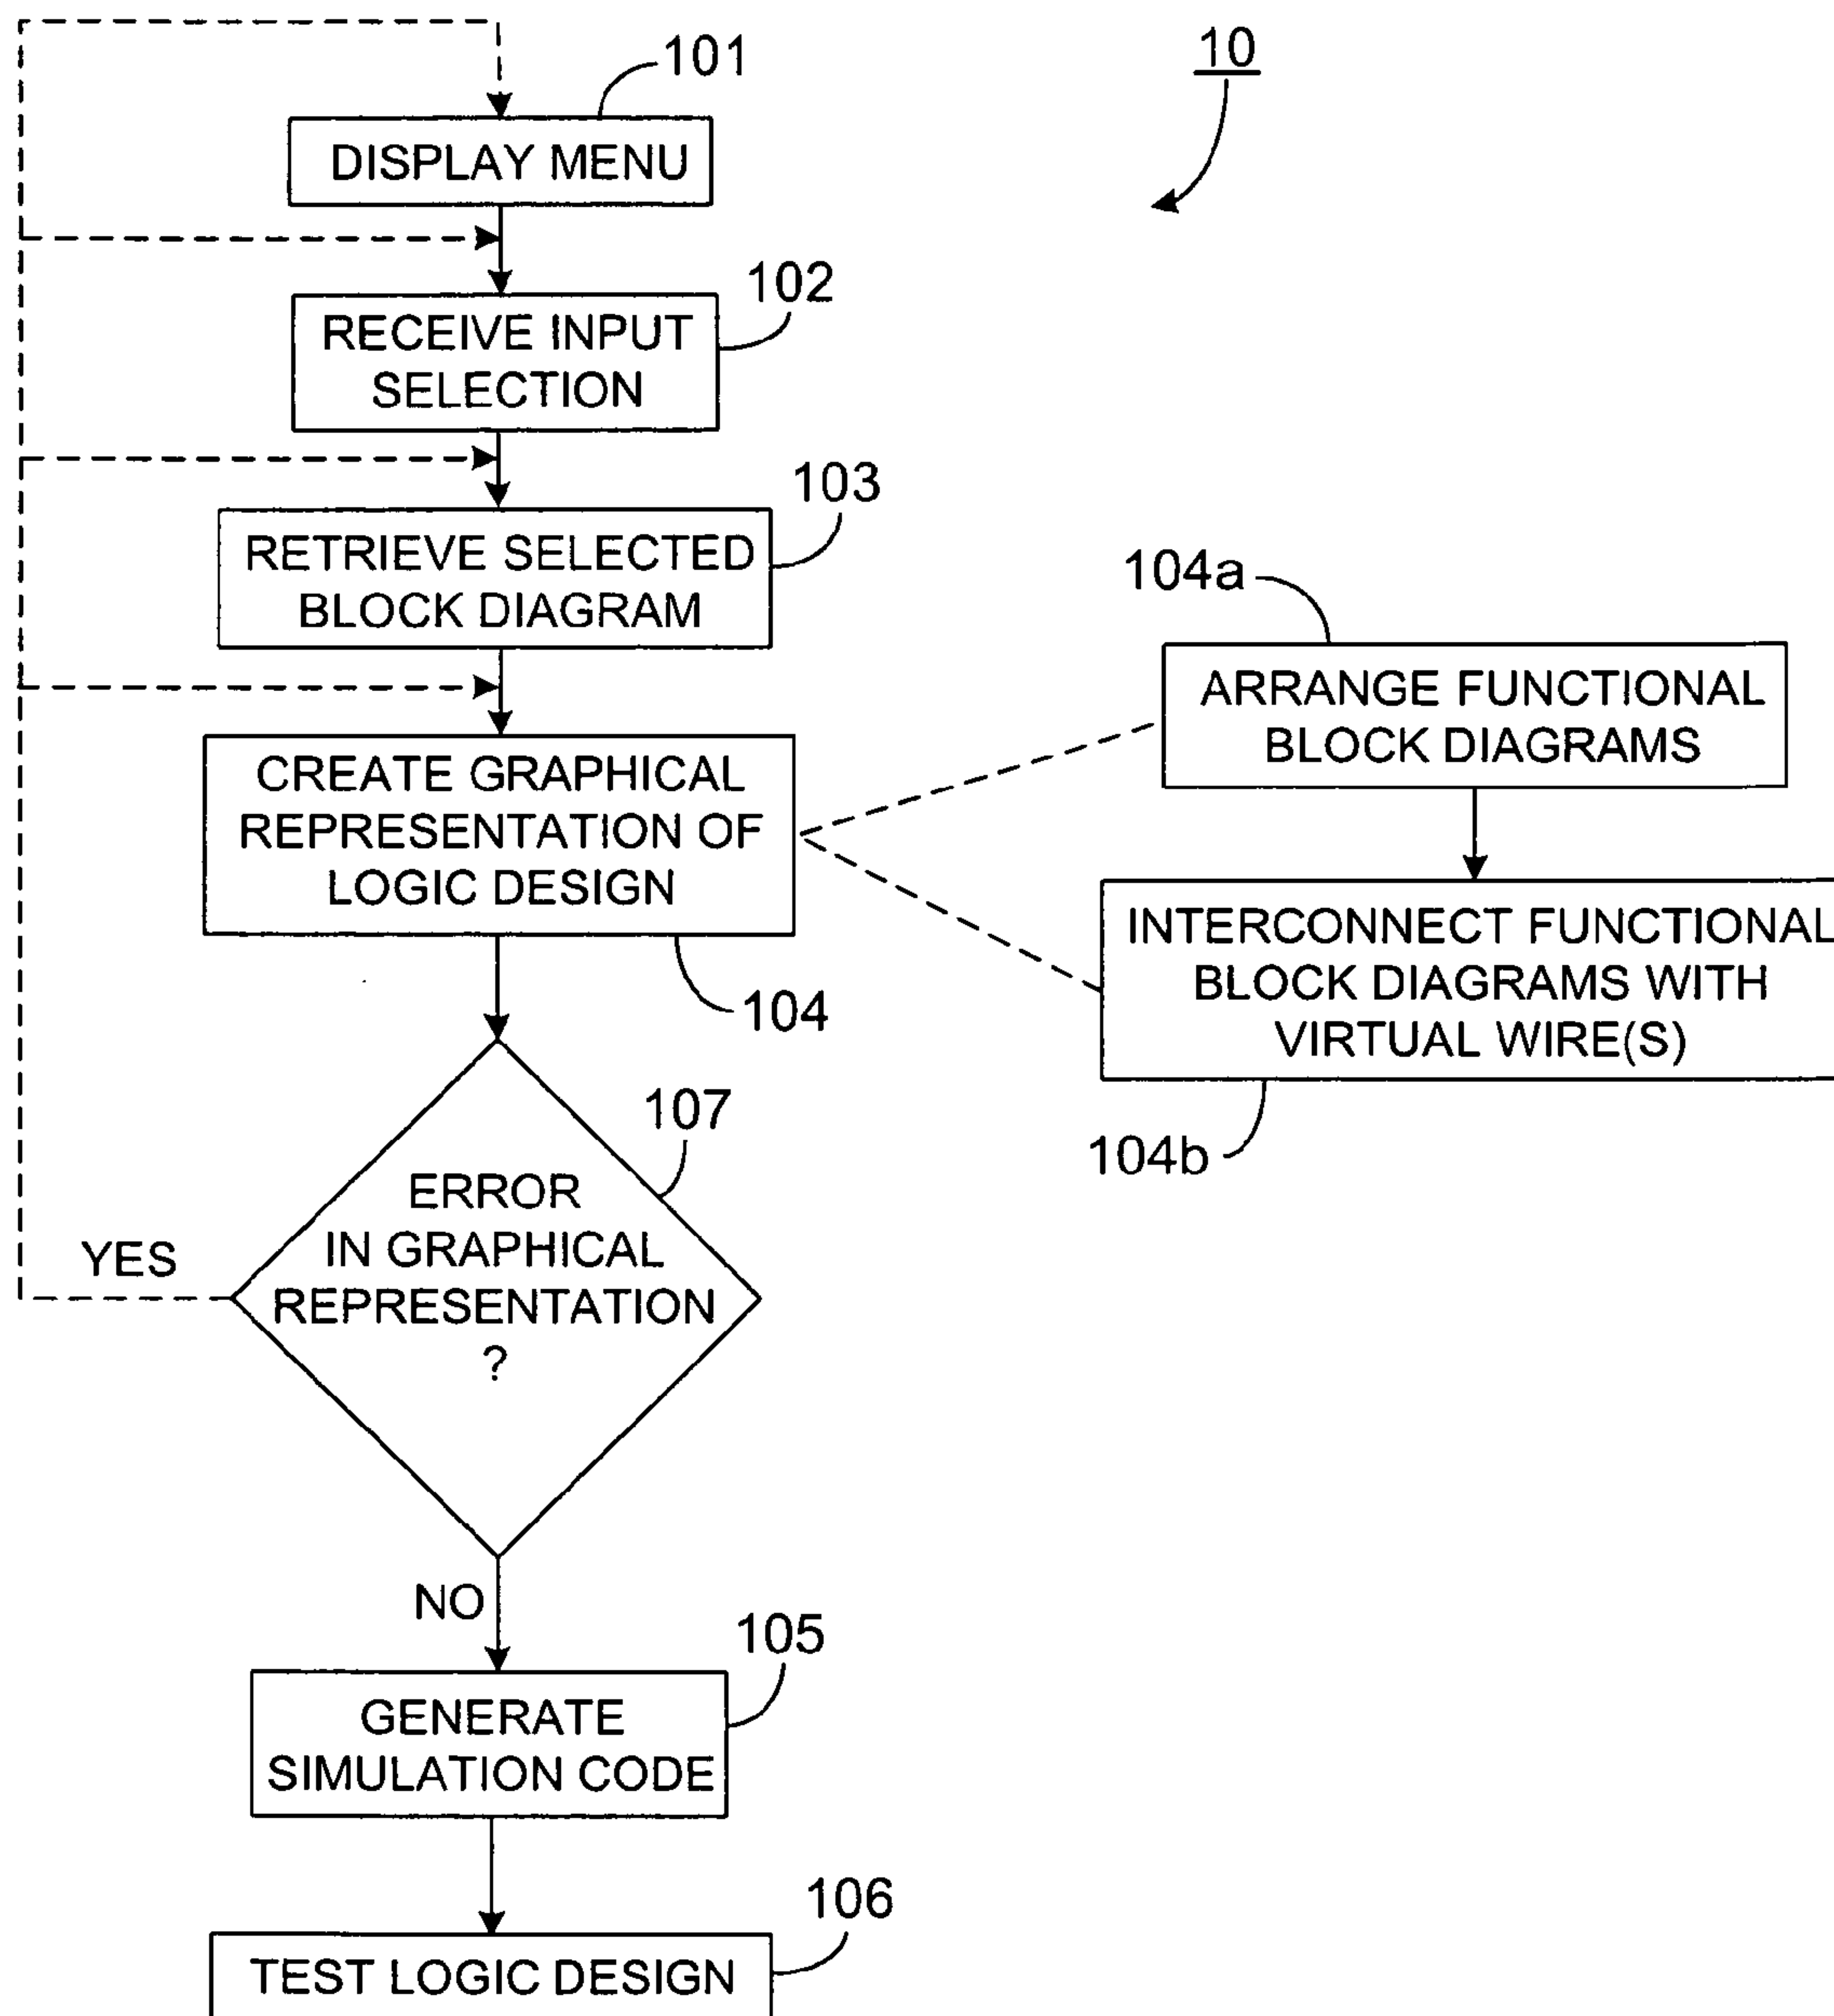 101
10
DISPLAY MENU
102
RECEIVE INPUT
SELECTION
103
RETRIEVE SELECTED
BLOCK DIAGRAM
104a
ARRANGE FUNCTIONAL
BLOCK DIAGRAMS
CREATE GRAPHICAL
REPRESENTATION OF
LOGIC DESIGN
104
INTERCONNECT FUNCTIONAL
BLOCK DIAGRAMS WITH
VIRTUAL WIRE(S)
104b
107
ERROR
IN GRAPHICAL
REPRESENTATION
?
YES
NO
105
GENERATE
SIMULATION CODE
106
TEST LOGIC DESIGN